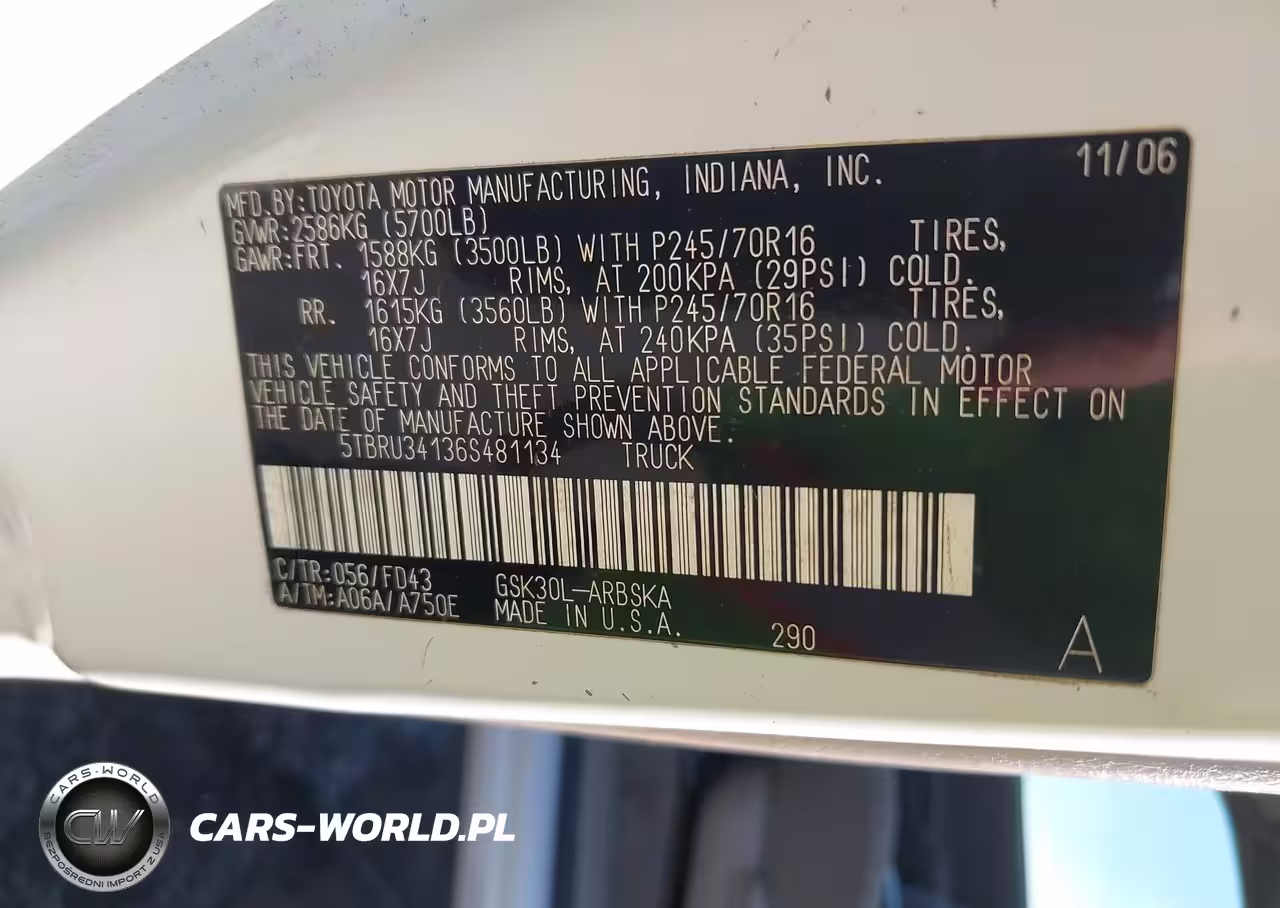 MFD.BY:TOYOTA MOTOR MANUFACTURING, INDIANA, INC. 11/06
GVWR:2586KG (5700LB)
GAWR:FRT. 1588KG (3500LB) WITH P245/70R16 TIRES,
16X7J RIMS, AT 200KPA (29PSI) COLD.
RR. 1615KG (3560LB) WITH P245/70R16 TIRES,
16X7J RIMS, AT 240KPA (35PSI) COLD.
THIS VEHICLE CONFORMS TO ALL APPLICABLE FEDERAL MOTOR
VEHICLE SAFETY AND THEFT PREVENTION STANDARDS IN EFFECT ON
THE DATE OF MANUFACTURE SHOWN ABOVE.
5TBRU34136S481134 TRUCK
C/TR:056/FD43 GSK30L-ARBSKA
A/TM:A06A/A750E MADE IN U.S.A. 290 A
CARS-WORLD
CW
BEZPOŚREDNI IMPORT Z USA
CARS-WORLD.PL